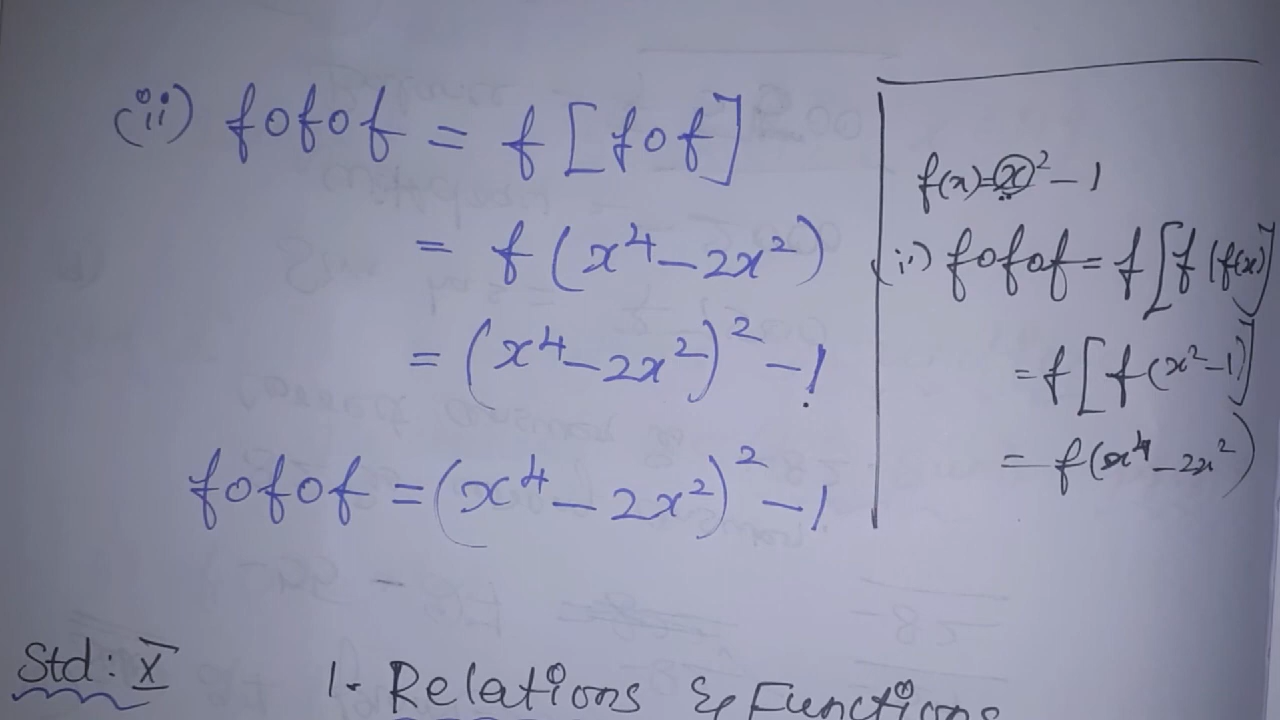 (ii) fofof = f[fof]
= f(x⁴-2x²)
= (x⁴-2x²)²-1
fofof = (x⁴-2x²)²-1
f(x)=x²-1
ii) fofof = f[f(f(x)]
= f[f(x²-1)]
= f(x⁴-2x²)
Std: X
1. Relations & Functions